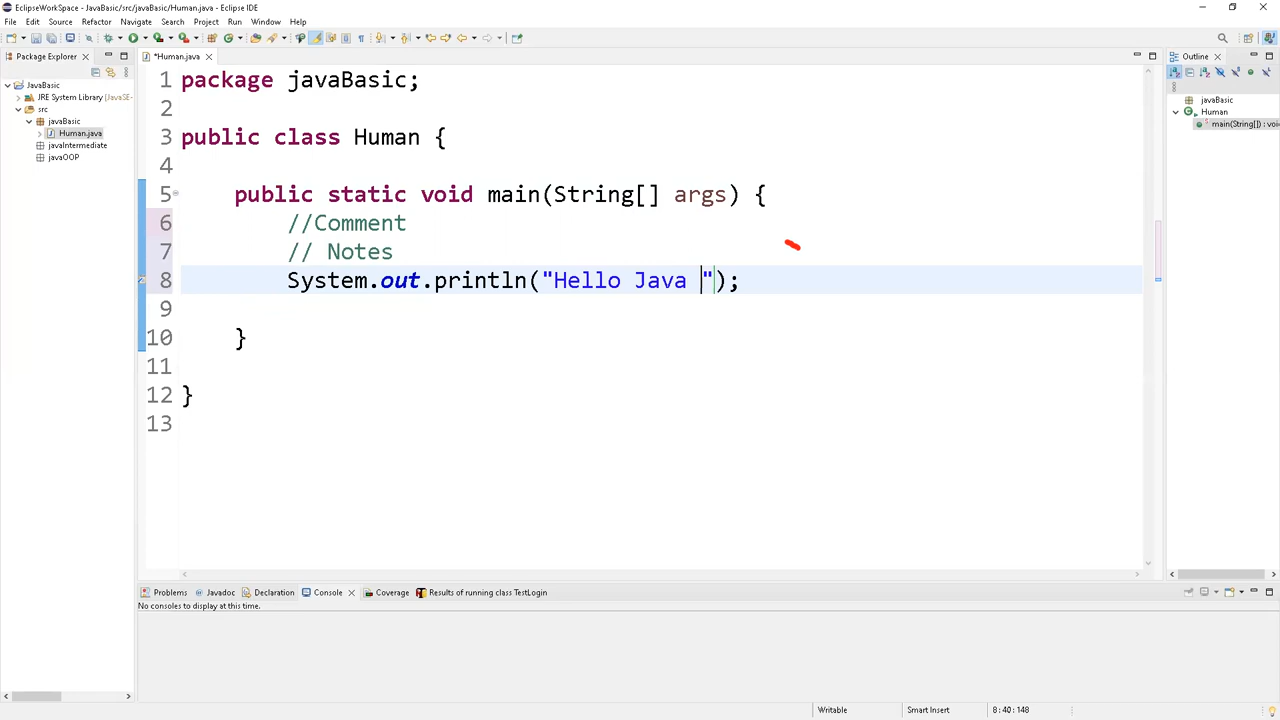 EclipseWorkSpace - JavaBasic/src/javaBasic/Human.java - Eclipse IDE
File Edit Source Refactor Navigate Search Project Run Window Help
Package Explorer
*Human.java
Outline
JavaBasic
JRE System Library [JavaSE-
src
javaBasic
Human.java
javaIntermediate
javaOOP
1 package javaBasic;
2
3 public class Human {
4
5 public static void main(String[] args) {
6 //Comment
7 // Notes
8 System.out.println("Hello Java ");
9
10 }
11
12 }
13
javaBasic
Human
main(String[]) : voi
Problems Javadoc Declaration Console Coverage Results of running class TestLogin
No consoles to display at this time.
Writable Smart Insert 8:40:148